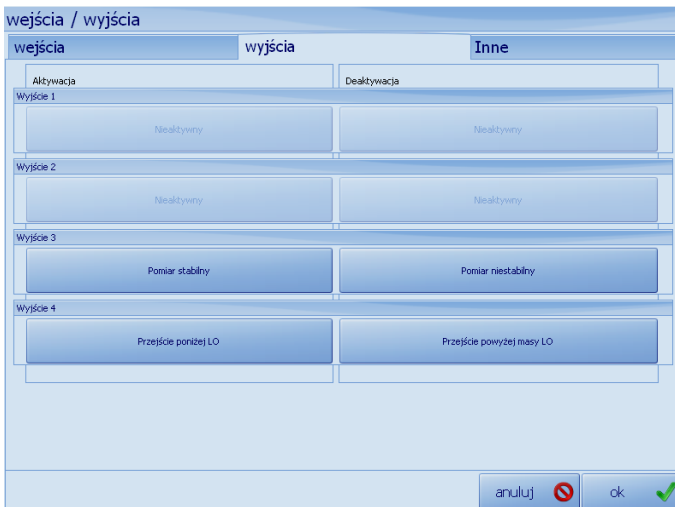 wejścia / wyjścia
wejścia wyjścia Inne
Aktywacja Deaktywacja
Wyjście 1
Nieaktywny Nieaktywny
Wyjście 2
Nieaktywny Nieaktywny
Wyjście 3
Pomiar stabilny Pomiar niestabilny
Wyjście 4
Przejście poniżej LO Przejście powyżej masy LO
anuluj ok